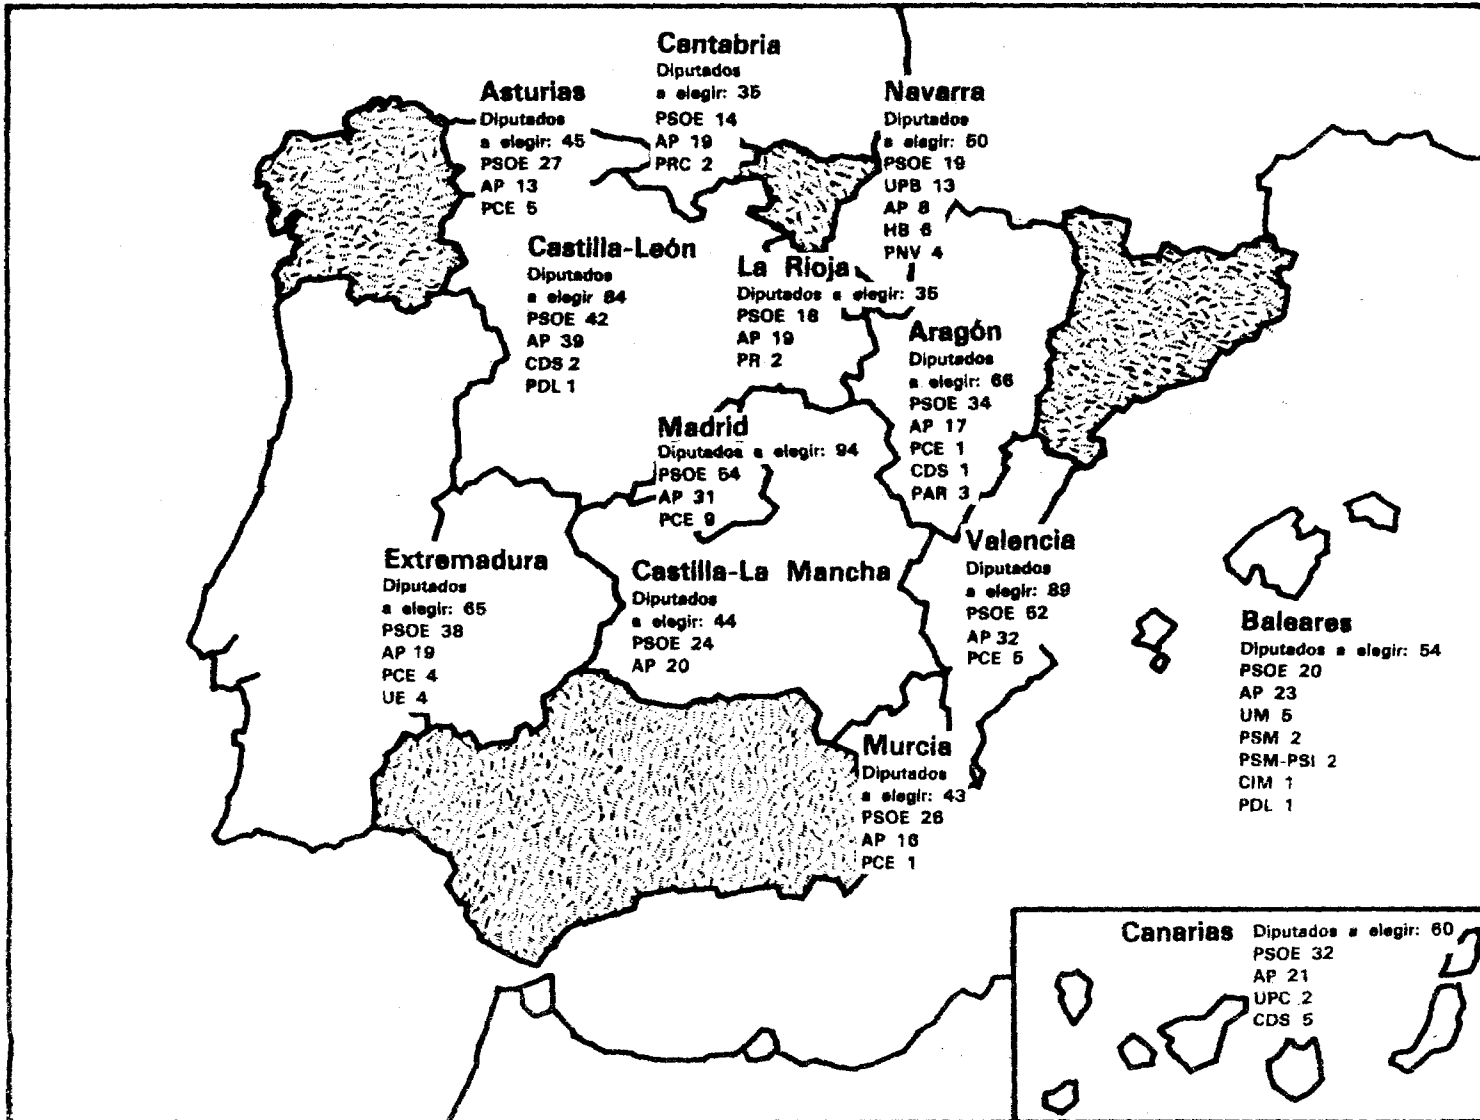 Cantabria
Diputados
a elegir: 35
PSOE 14
AP 19
PRC 2
Asturias
Diputados
a elegir: 45
PSOE 27
AP 13
PCE 5
Navarra
Diputados
a elegir: 50
PSOE 19
UPB 13
AP 8
HB 6
PNV 4
Castilla-León
Diputados
a elegir 84
PSOE 42
AP 39
CDS 2
PDL 1
La Rioja
Diputados a elegir: 35
PSOE
AP 19
PR 2
Aragón
Diputados
a elegir: 66
PSOE 34
AP 17
PCE 1
CDS 1
PAR 3
Madrid
Diputados a elegir: 94
PSOE 54
AP 31
PCE 9
Extremadura
Diputados
a elegir: 65
PSOE 38
AP 19
PCE 4
UE 4
Castilla-La Mancha
Diputados
a elegir: 44
PSOE 24
AP 20
Valencia
Diputados
a elegir: 89
PSOE 52
AP 32
PCE 5
Baleares
Diputados a elegir: 54
PSOE 20
AP 23
UM 5
PSM 2
PSM-PSI 2
CIM 1
PDL 1
Murcia
Diputados
a elegir: 43
PSOE 26
AP 16
PCE 1
Canarias Diputados a elegir: 60
PSOE 32
AP 21
UPC 2
CDS 5